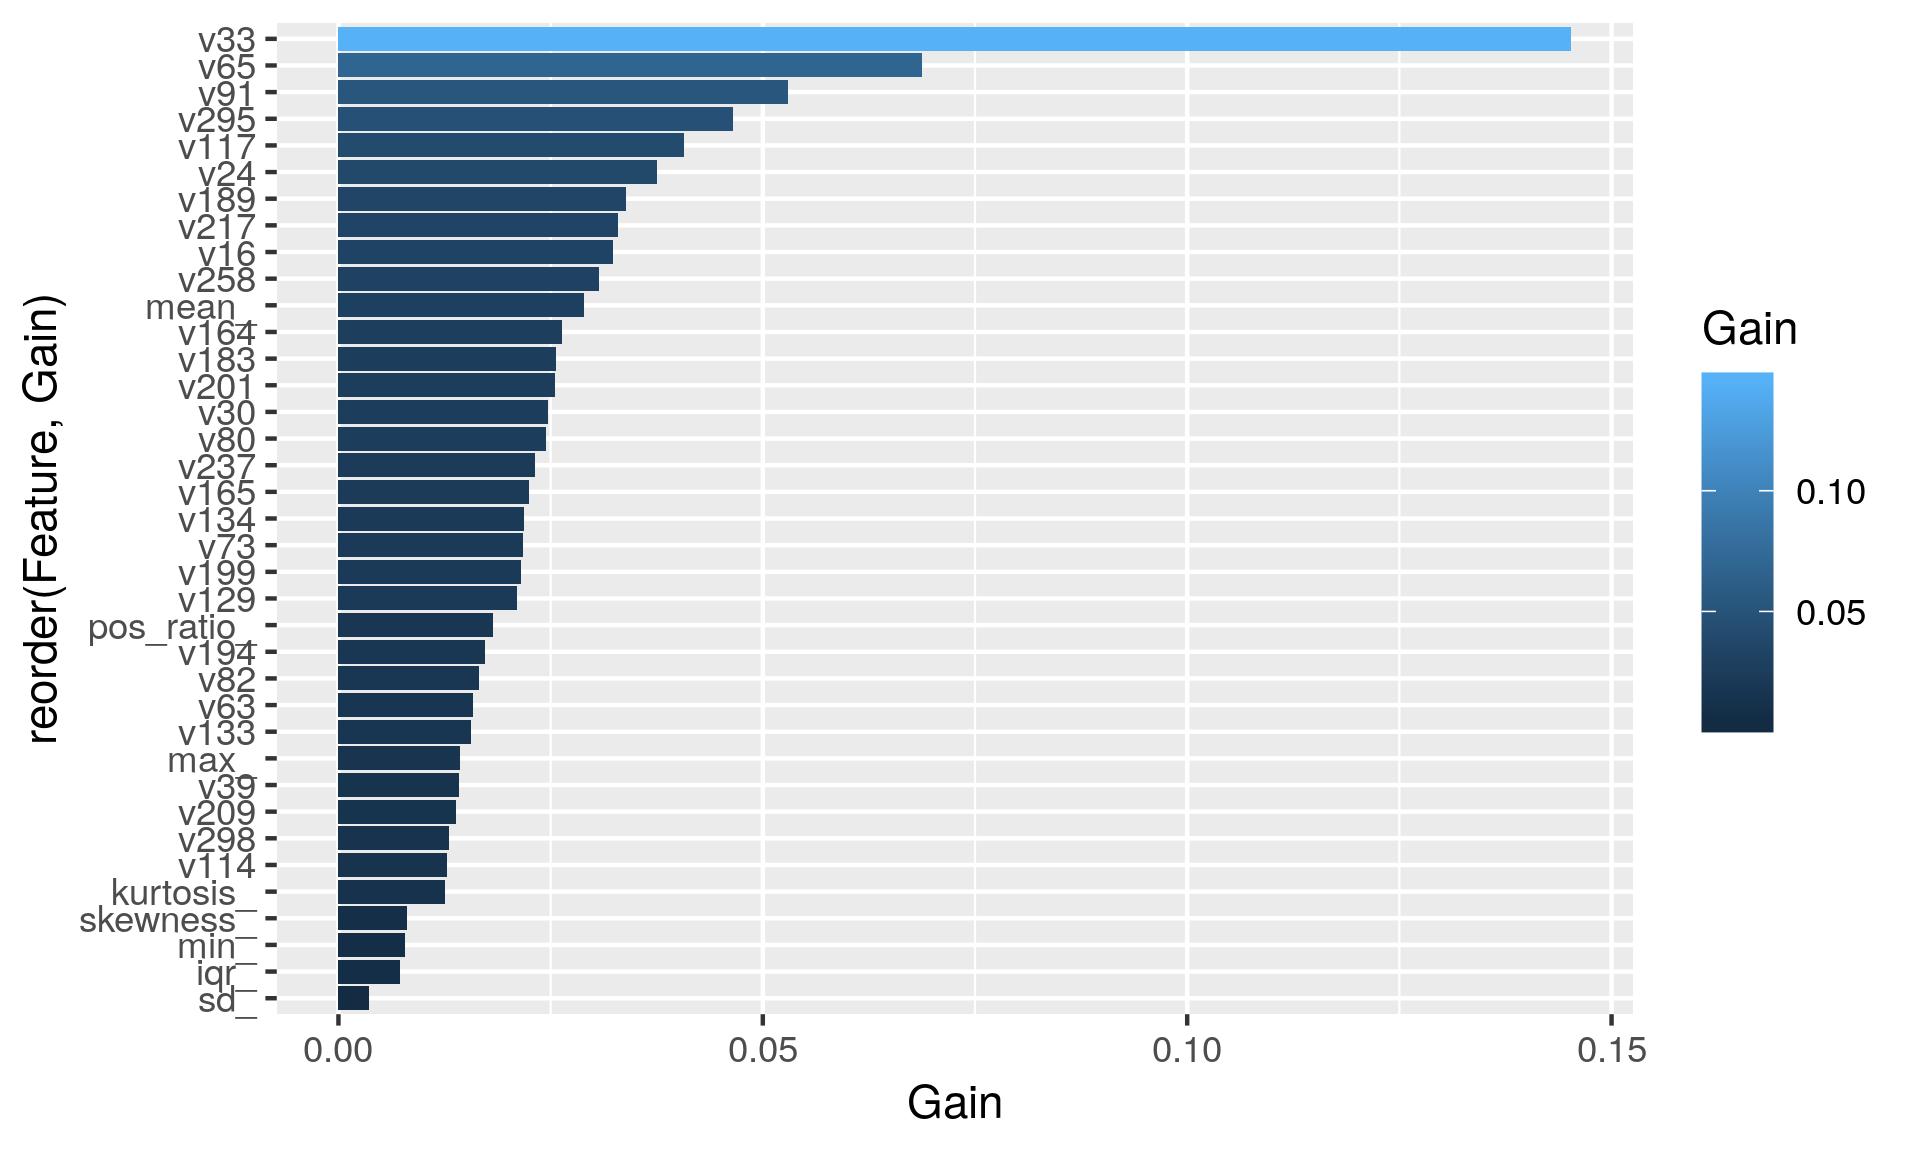 v33
v65
v91
v295
v117
v24
v189
v217
v16
v258
mean_
v164
v183
v201
v30
v80
v237
v165
v134
v73
v199
v129
pos_ratio_
v194
v82
v63
v133
max_
v39
v209
v298
v114
kurtosis_
skewness_
min_
iqr_
sd_
reorder(Feature, Gain)
0.00
0.05
0.10
0.15
Gain
Gain
0.10
0.05